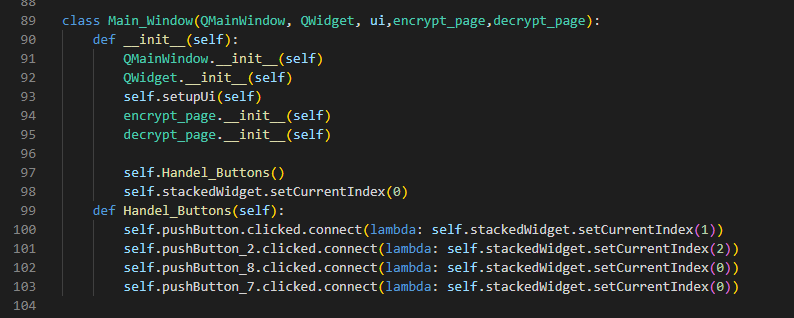 88
89 class Main_Window(QMainWindow, QWidget, ui,encrypt_page,decrypt_page):
90     def __init__(self):
91         QMainWindow.__init__(self)
92         QWidget.__init__(self)
93         self.setupUi(self)
94         encrypt_page.__init__(self)
95         decrypt_page.__init__(self)
96
97         self.Handel_Buttons()
98         self.stackedWidget.setCurrentIndex(0)
99     def Handel_Buttons(self):
100         self.pushButton.clicked.connect(lambda: self.stackedWidget.setCurrentIndex(1))
101         self.pushButton_2.clicked.connect(lambda: self.stackedWidget.setCurrentIndex(2))
102         self.pushButton_8.clicked.connect(lambda: self.stackedWidget.setCurrentIndex(0))
103         self.pushButton_7.clicked.connect(lambda: self.stackedWidget.setCurrentIndex(0))
104